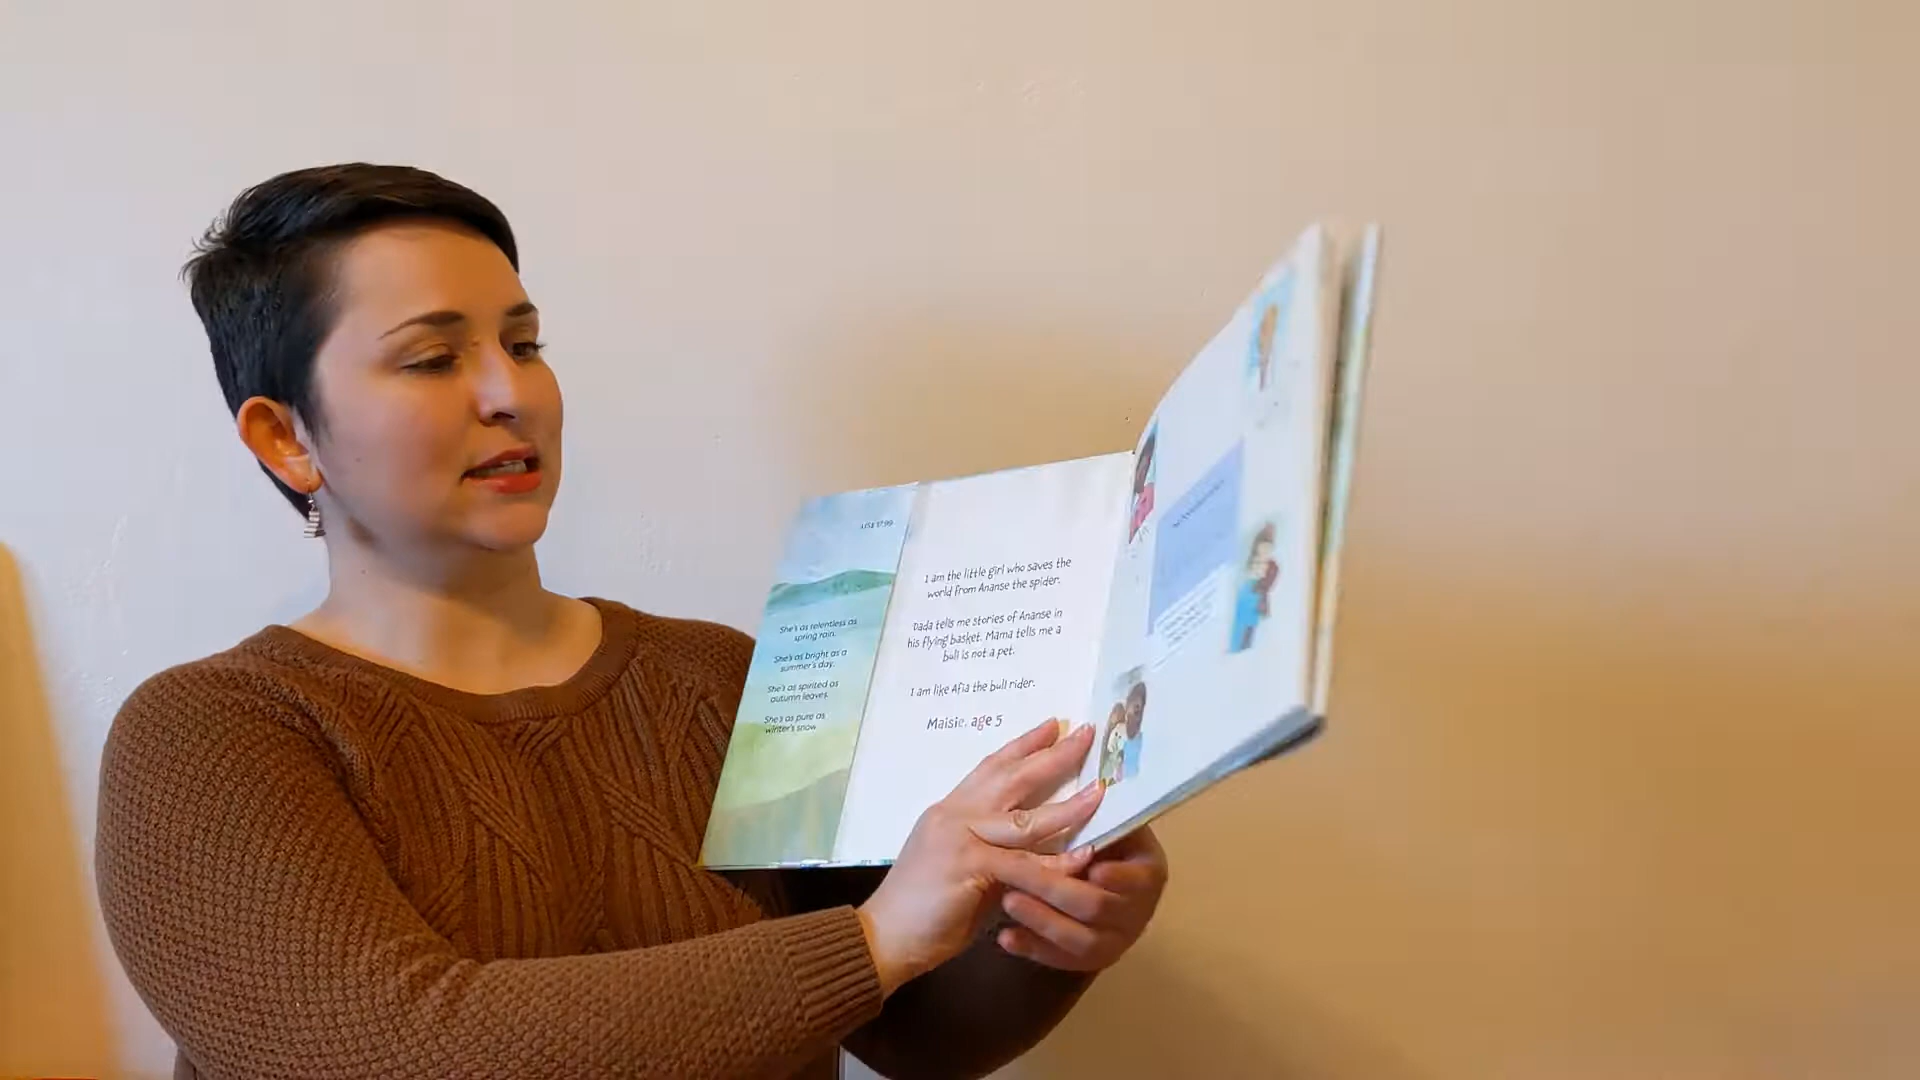 US$ 17.99
She's as relentless as
spring rain.
She's as bright as a
summer's day.
She's as spirited as
autumn leaves.
She's as pure as
winter's snow
I am the little girl who saves the
world from Ananse the spider.
Dada tells me stories of Ananse in
his flying basket. Mama tells me a
bull is not a pet.
I am like Afia the bull rider.
Maisie, age 5